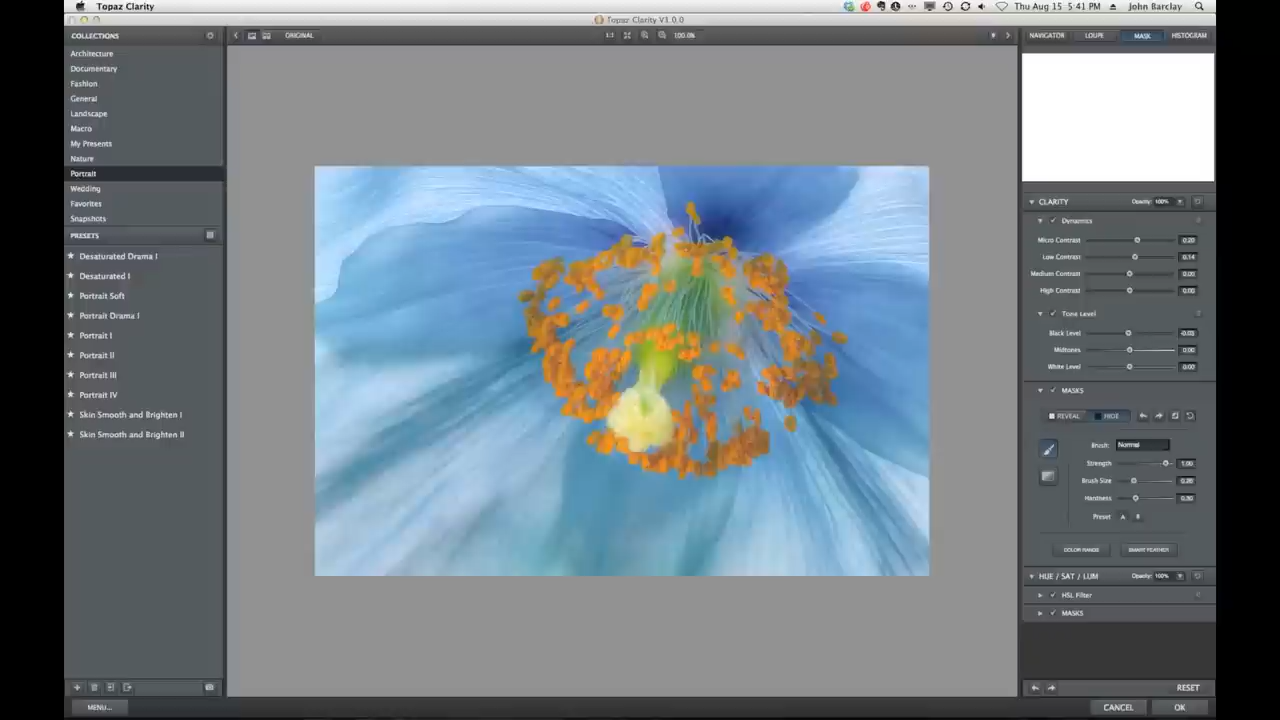 Topaz Clarity
Thu Aug 15 5:41 PM John Barclay
Topaz Clarity V1.0.0
COLLECTIONS
ORIGINAL
1:1
100.0%
NAVIGATOR LOUPE MASK HISTOGRAM
Architecture
Documentary
Fashion
General
Landscape
Macro
My Presents
Nature
Portrait
Wedding
Favorites
Snapshots
PRESETS
Desaturated Drama I
Desaturated I
Portrait Soft
Portrait Drama I
Portrait I
Portrait II
Portrait III
Portrait IV
Skin Smooth and Brighten I
Skin Smooth and Brighten II
MENU...
CLARITY Opacity: 100%
Dynamics
Micro Contrast 0.20
Low Contrast 0.14
Medium Contrast 0.00
High Contrast 0.00
Tone Level
Black Level -0.03
Midtones 0.00
White Level 0.00
MASKS
REVEAL HIDE
Brush: Normal
Strength 1.00
Brush Size
Hardness
Preset A B
COLOR RANGE SMART FEATHER
HUE / SAT / LUM Opacity: 100%
HSL Filter
MASKS
RESET
CANCEL OK